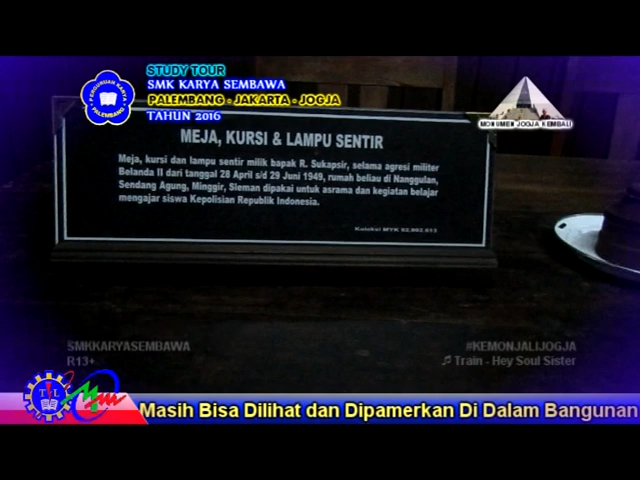 STUDY TOUR
SMK KARYA SEMBAWA
PALEMBANG - JAKARTA - JOGJA
TAHUN 2016
PERGURUAN KARYA
PALEMBANG
MONUMEN JOGJA KEMBALI
MEJA, KURSI & LAMPU SENTIR
Meja, kursi dan lampu sentir milik bapak R. Sukapsir, selama agresi militer
Belanda II dari tanggal 28 April s/d 29 Juni 1949, rumah beliau di Nanggulan,
Sendang Agung, Minggir, Sleman dipakai untuk asrama dan kegiatan belajar
mengajar siswa Kepolisian Republik Indonesia.
SMKKARYASEMBAWA
R13+
#KEMONJALIJOGJA
Train - Hey Soul Sister
Masih Bisa Dilihat dan Dipamerkan Di Dalam Bangunan